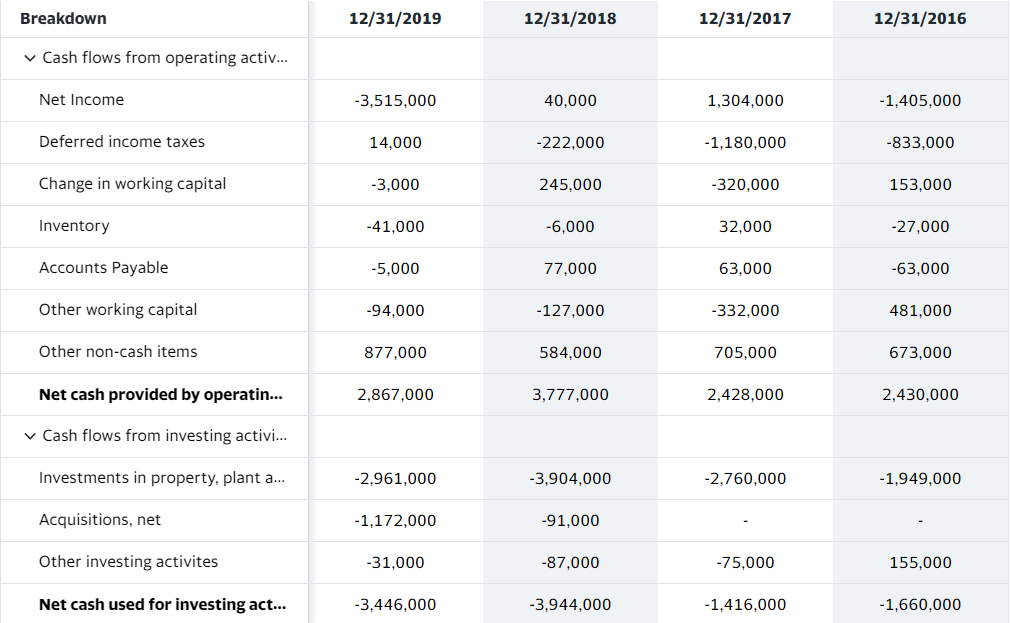 Breakdown 12/31/2019 12/31/2018 12/31/2017 12/31/2016
Cash flows from operating activ...
Net Income -3,515,000 40,000 1,304,000 -1,405,000
Deferred income taxes 14,000 -222,000 -1,180,000 -833,000
Change in working capital -3,000 245,000 -320,000 153,000
Inventory -41,000 -6,000 32,000 -27,000
Accounts Payable -5,000 77,000 63,000 -63,000
Other working capital -94,000 -127,000 -332,000 481,000
Other non-cash items 877,000 584,000 705,000 673,000
Net cash provided by operatin... 2,867,000 3,777,000 2,428,000 2,430,000
Cash flows from investing activi...
Investments in property, plant a... -2,961,000 -3,904,000 -2,760,000 -1,949,000
Acquisitions, net -1,172,000 -91,000 - -
Other investing activites -31,000 -87,000 -75,000 155,000
Net cash used for investing act... -3,446,000 -3,944,000 -1,416,000 -1,660,000